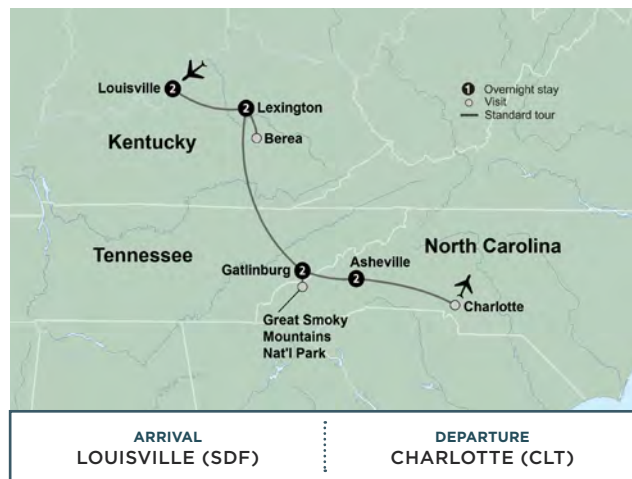 Louisville 2
2 Lexington
Berea
Kentucky
1 Overnight stay
Visit
Standard tour
Tennessee
North Carolina
Gatlinburg 2
Asheville
2
Charlotte
Great Smoky
Mountains
Nat'l Park
ARRIVAL
LOUISVILLE (SDF)
DEPARTURE
CHARLOTTE (CLT)